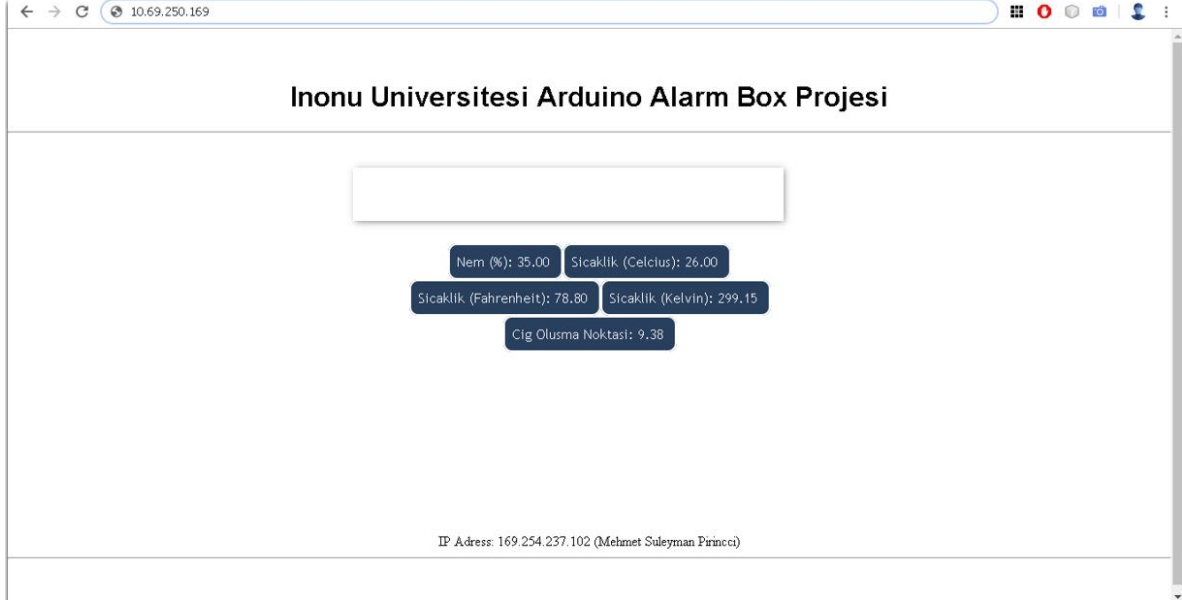 10.69.250.169
Inonu Universitesi Arduino Alarm Box Projesi
Nem (%): 35.00 Sicaklik (Celcius): 26.00
Sicaklik (Fahrenheit): 78.80 Sicaklik (Kelvin): 299.15
Cig Olusma Noktasi: 9.38
IP Adress: 169.254.237.102 (Mehmet Suleyman Pirincci)